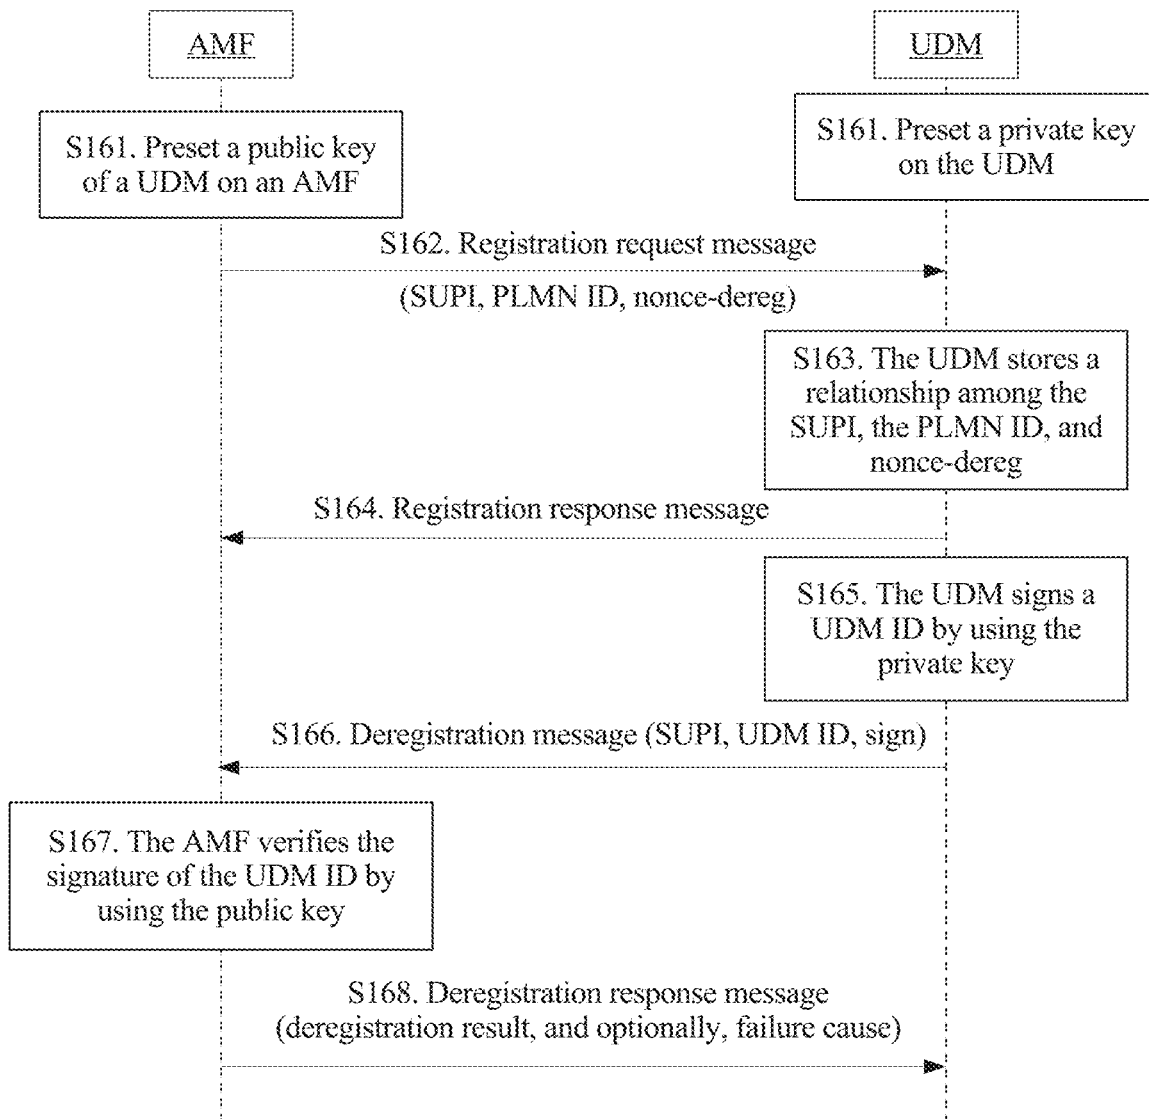 AMF
UDM
S161. Preset a public key
of a UDM on an AMF
S161. Preset a private key
on the UDM
S162. Registration request message
(SUPI, PLMN ID, nonce-dereg)
S163. The UDM stores a
relationship among the
SUPI, the PLMN ID, and
nonce-dereg
S164. Registration response message
S165. The UDM signs a
UDM ID by using the
private key
S166. Deregistration message (SUPI, UDM ID, sign)
S167. The AMF verifies the
signature of the UDM ID by
using the public key
S168. Deregistration response message
(deregistration result, and optionally, failure cause)